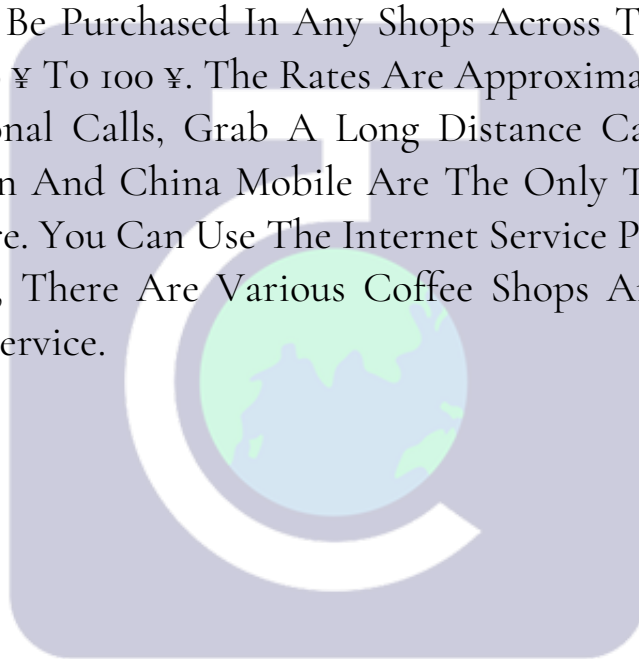 Be Purchased In Any Shops Across T
¥ To 100 ¥. The Rates Are Approxima
onal Calls, Grab A Long Distance Ca
n And China Mobile Are The Only T
re. You Can Use The Internet Service P
, There Are Various Coffee Shops A
ervice.